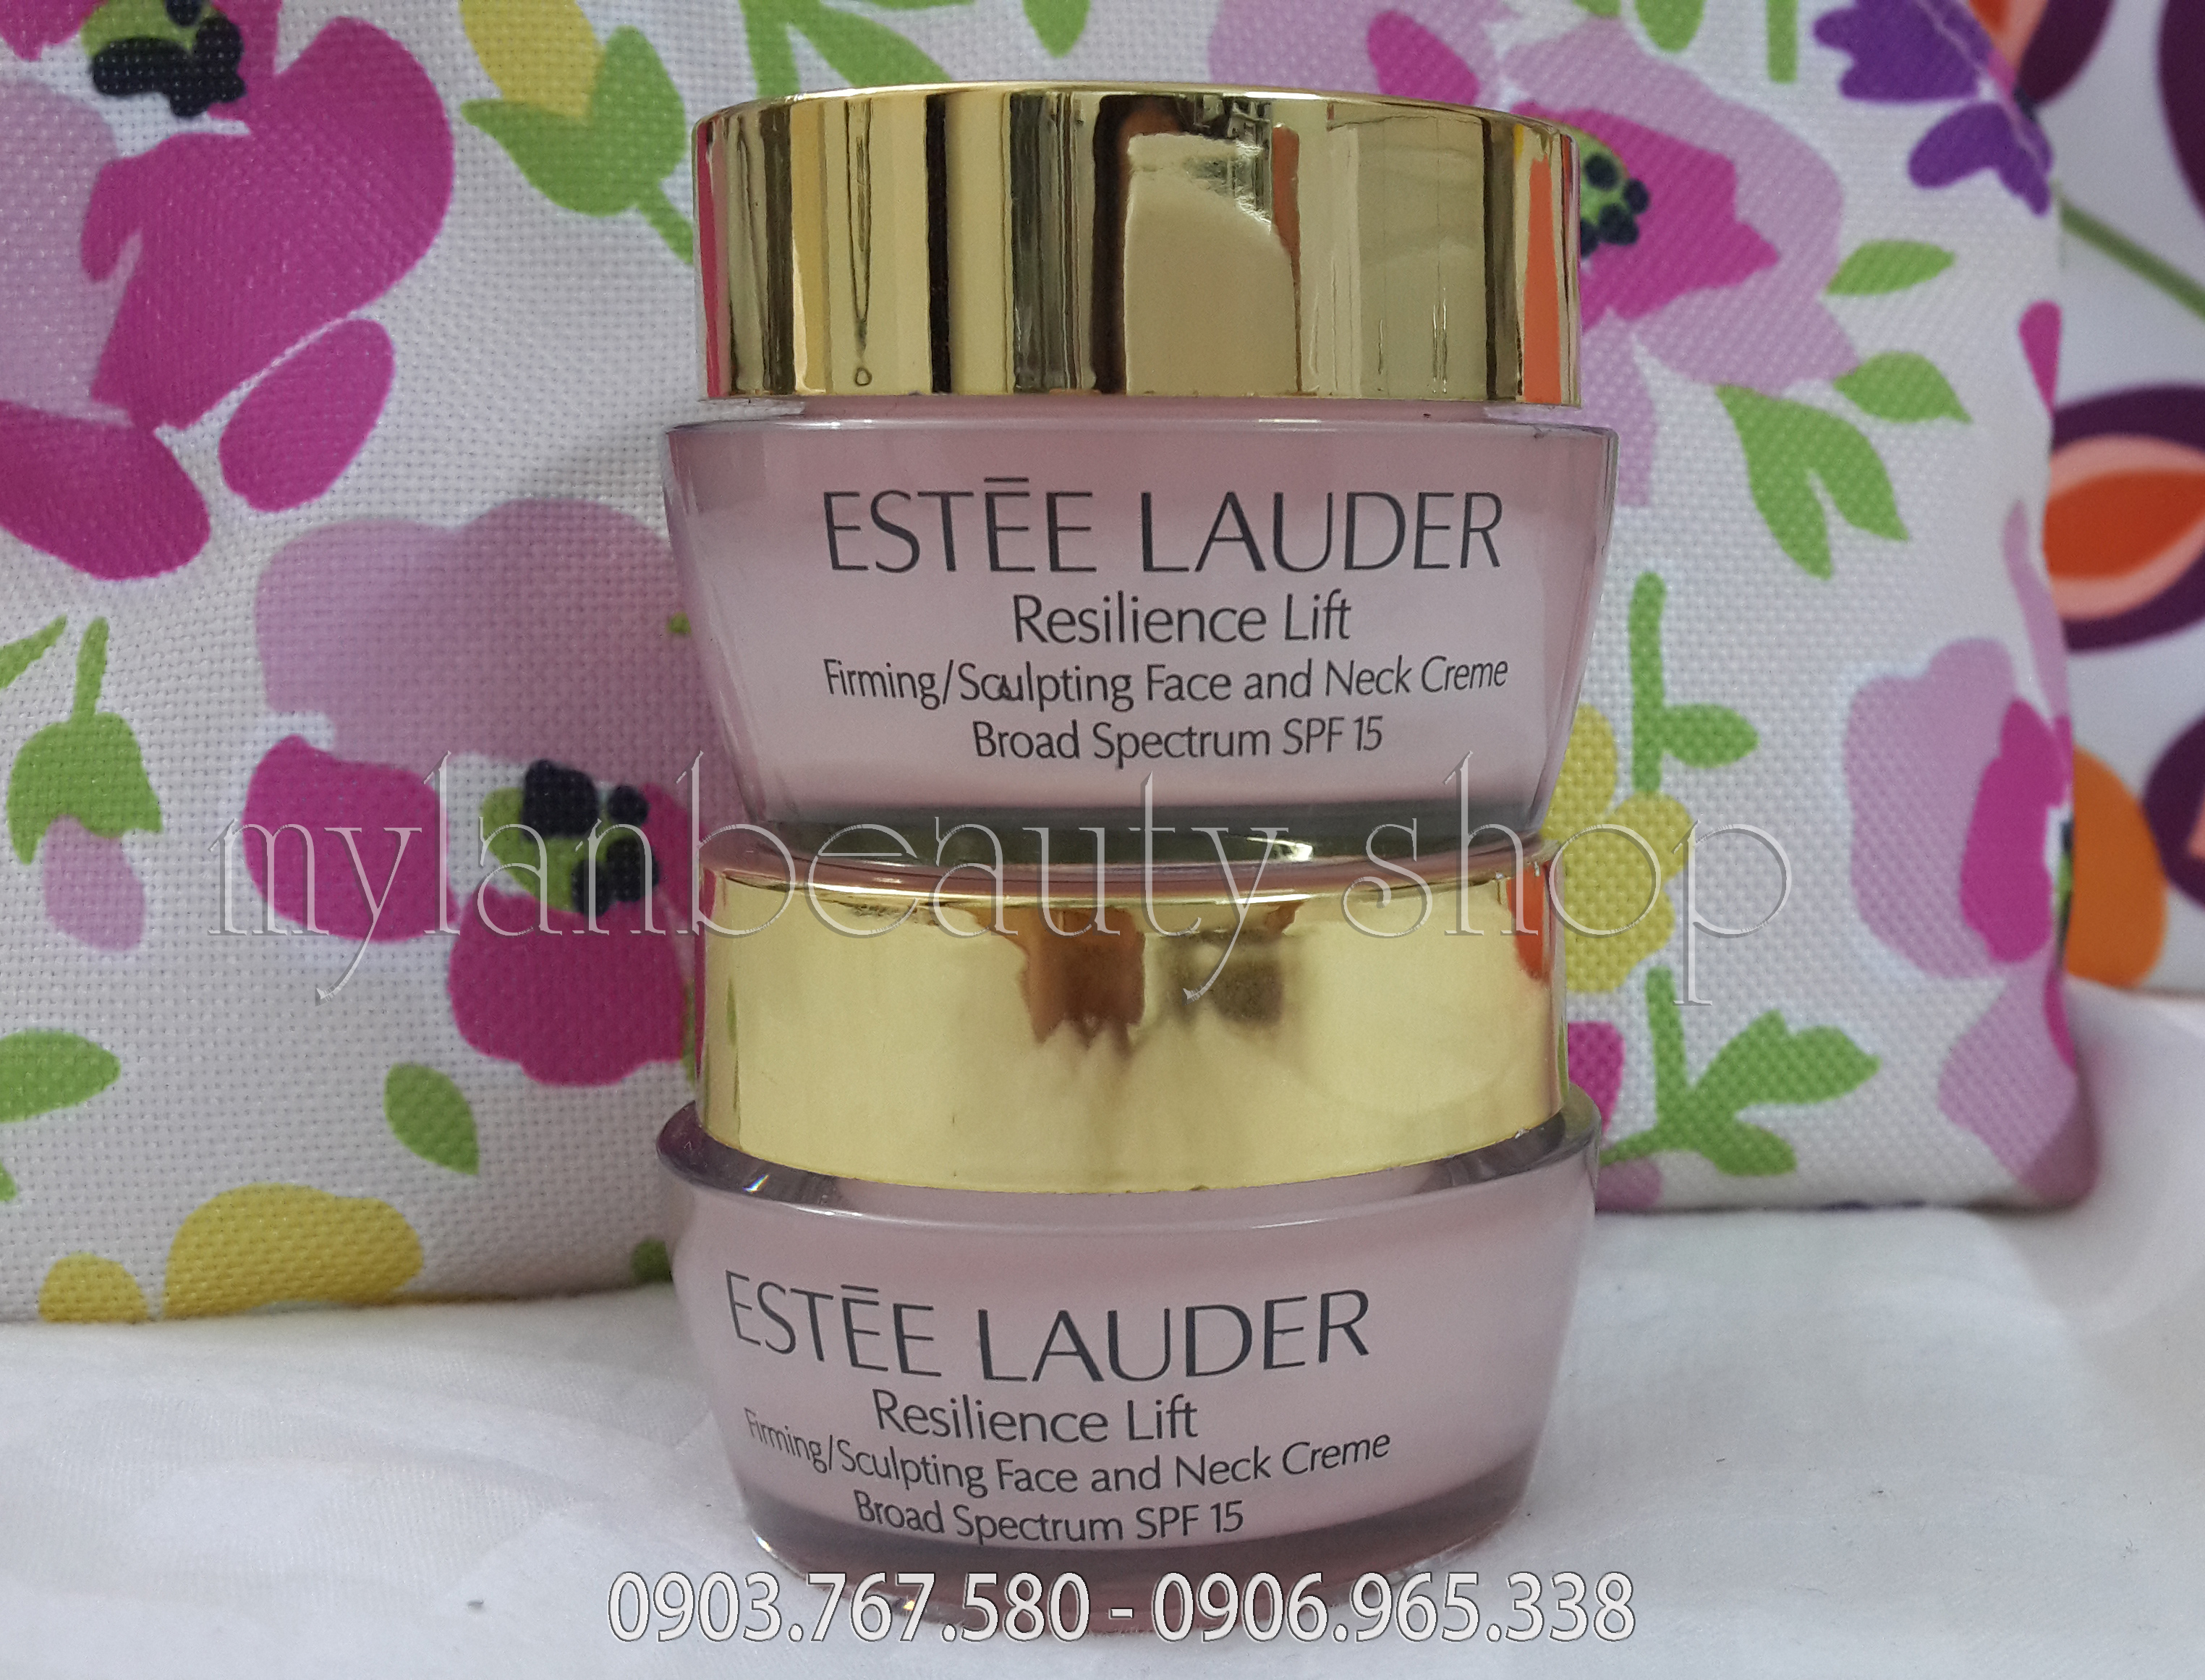 ESTĒE LAUDER
Resilience Lift
Firming/Sculpting Face and Neck Creme
Broad Spectrum SPF 15
mylanbeauty shop
ESTĒE LAUDER
Resilience Lift
Firming/Sculpting Face and Neck Creme
Broad Spectrum SPF 15
0903.767.580 - 0906.965.338